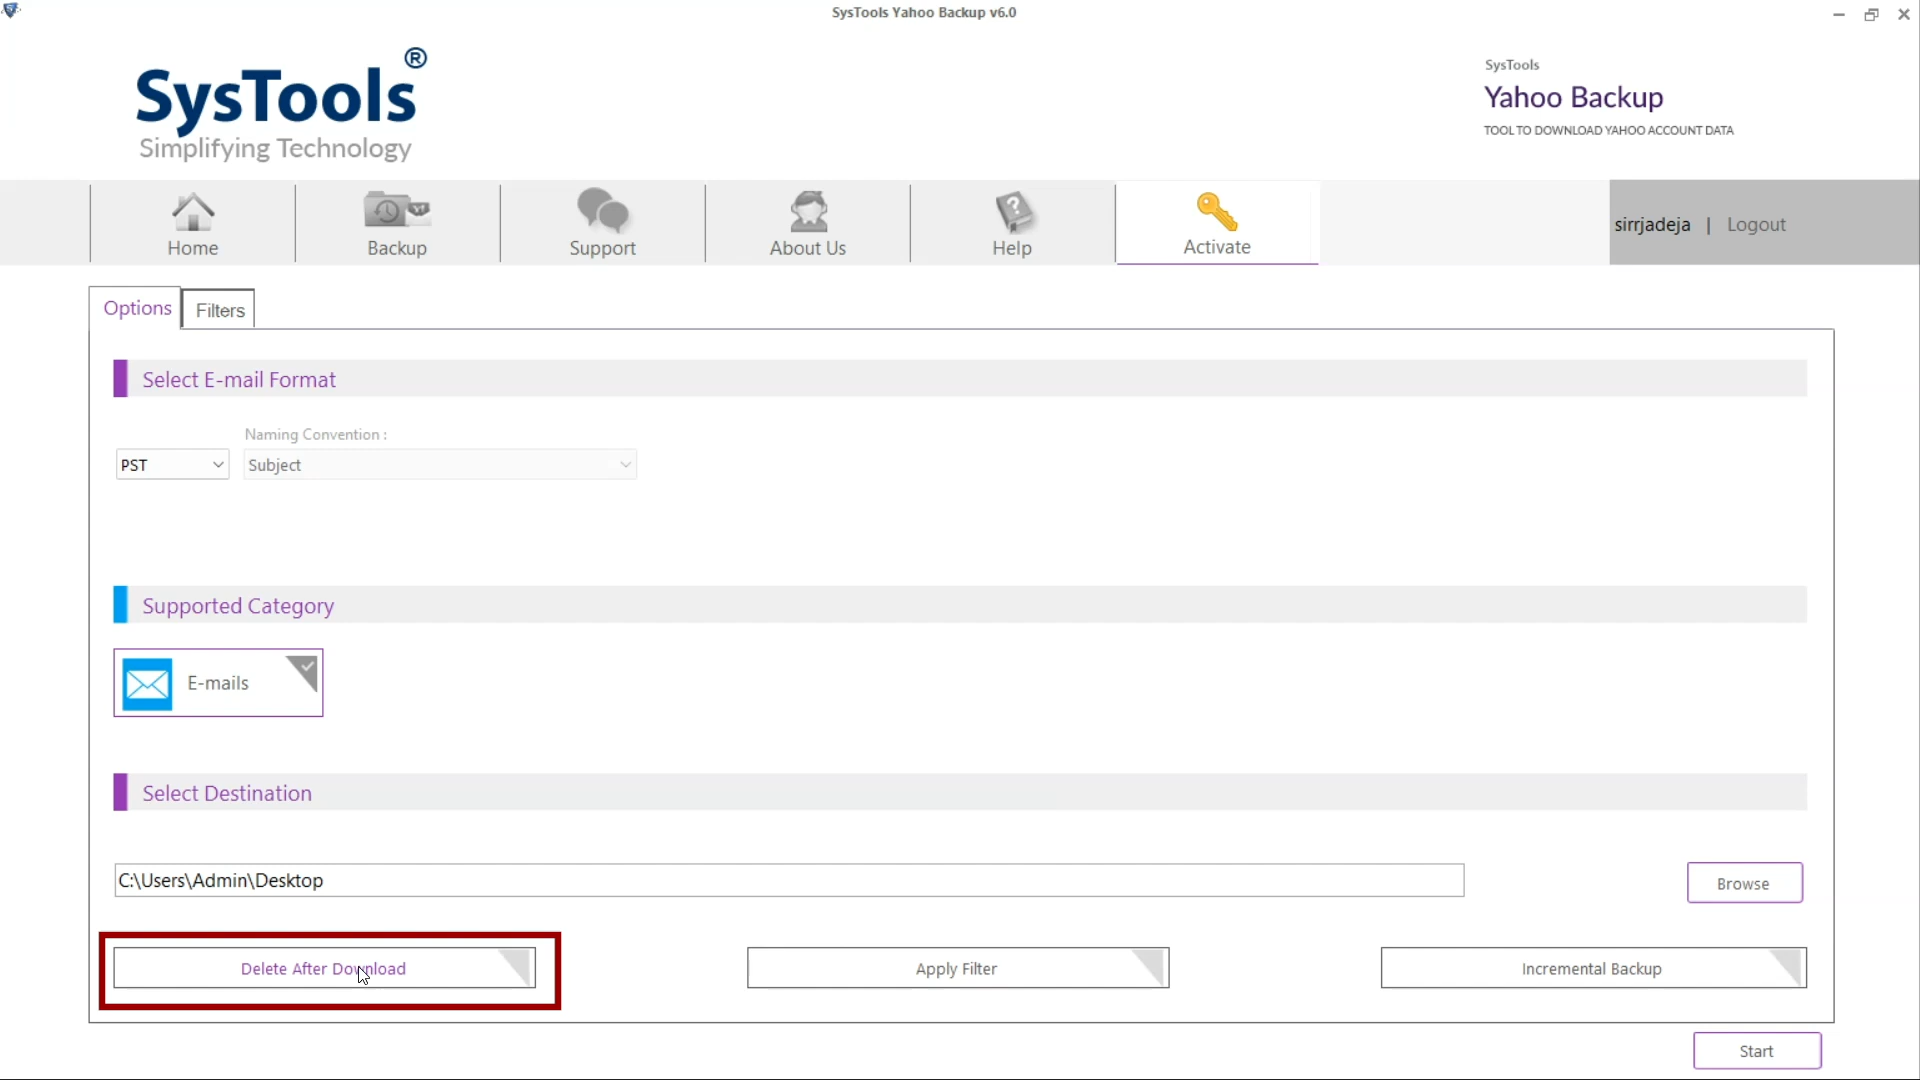 SysTools Yahoo Backup v6.0
SysTools®
Simplifying Technology
SysTools
Yahoo Backup
TOOL TO DOWNLOAD YAHOO ACCOUNT DATA
Home
Backup
Support
About Us
Help
Activate
sirrjadeja | Logout
Options
Filters
Select E-mail Format
Naming Convention :
PST
Subject
Supported Category
E-mails
Select Destination
C:\Users\Admin\Desktop
Browse
Delete After Download
Apply Filter
Incremental Backup
Start